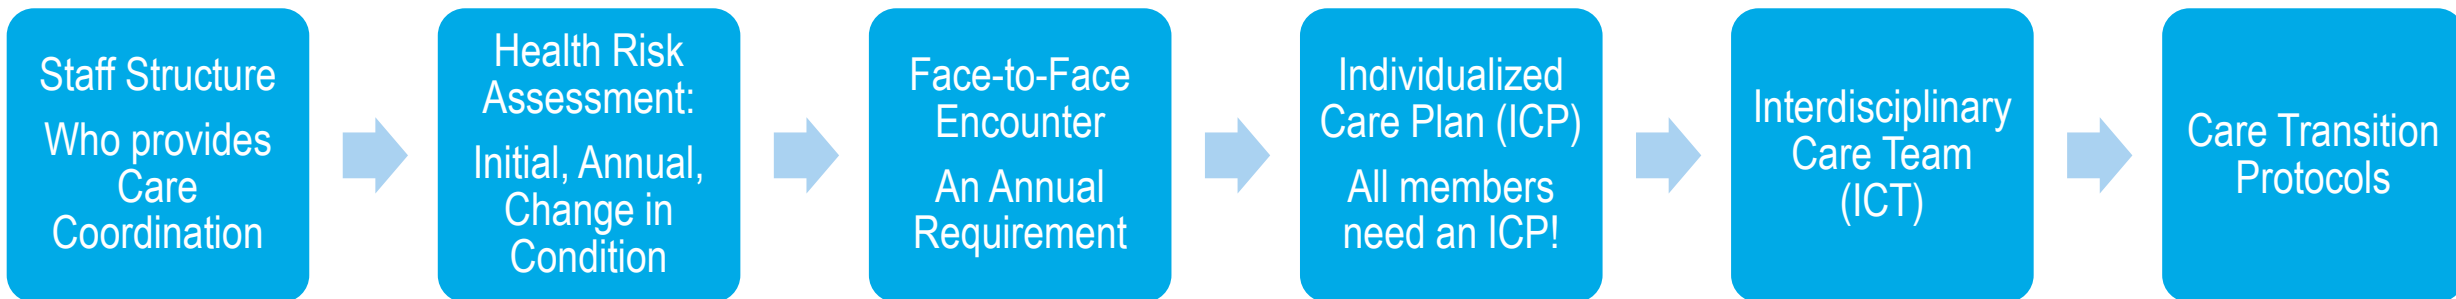 Staff Structure
Who provides
Care
Coordination
Health Risk
Assessment:
Initial, Annual,
Change in
Condition
Face-to-Face
Encounter
An Annual
Requirement
Individualized
Care Plan (ICP)
All members
need an ICP!
Interdisciplinary
Care Team
(ICT)
Care Transition
Protocols